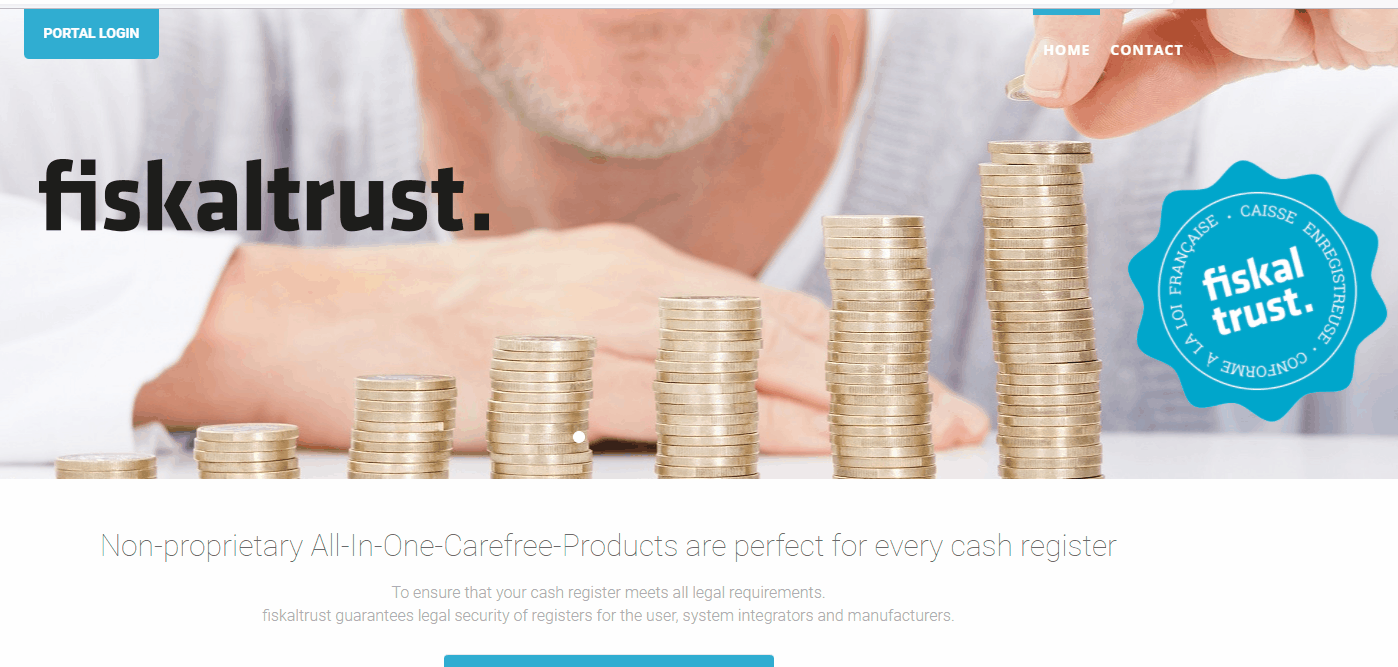 PORTAL LOGIN
HOME CONTACT
fiskaltrust.
CAISSE ENREGISTREUSE · CONFORME À LA LOI FRANÇAISE ·
fiskal
trust.
Non-proprietary All-In-One-Carefree-Products are perfect for every cash register
To ensure that your cash register meets all legal requirements.
fiskaltrust guarantees legal security of registers for the user, system integrators and manufacturers.